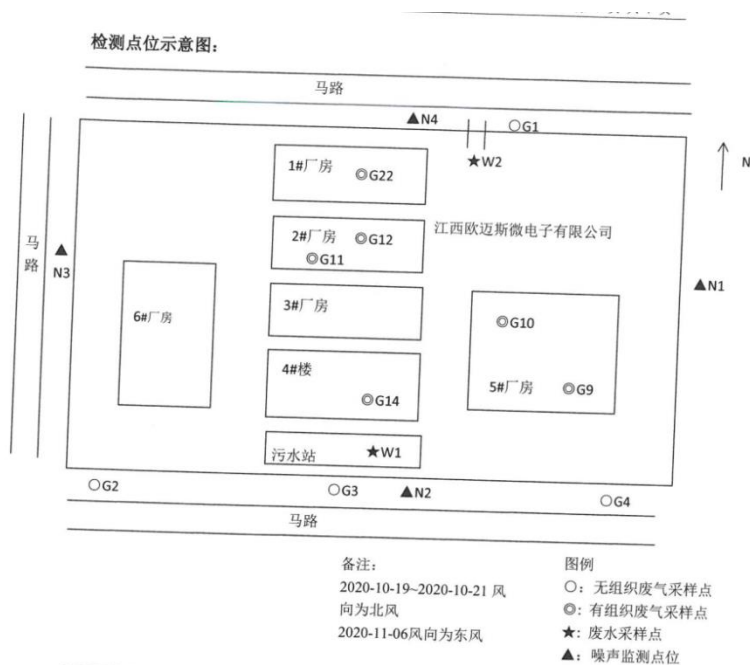 检测点位示意图：
马路
▲N4
○G1
★W2
N
1#厂房
◎G22
2#厂房
◎G12
◎G11
江西欧迈斯微电子有限公司
马路
▲
N3
▲N1
3#厂房
6#厂房
◎G10
4#楼
◎G14
5#厂房
◎G9
污水站
★W1
○G2
○G3
▲N2
○G4
马路
备注：
2020-10-19~2020-10-21 风
向为北风
2020-11-06风向为东风
图例
○：无组织废气采样点
◎：有组织废气采样点
★：废水采样点
▲：噪声监测点位